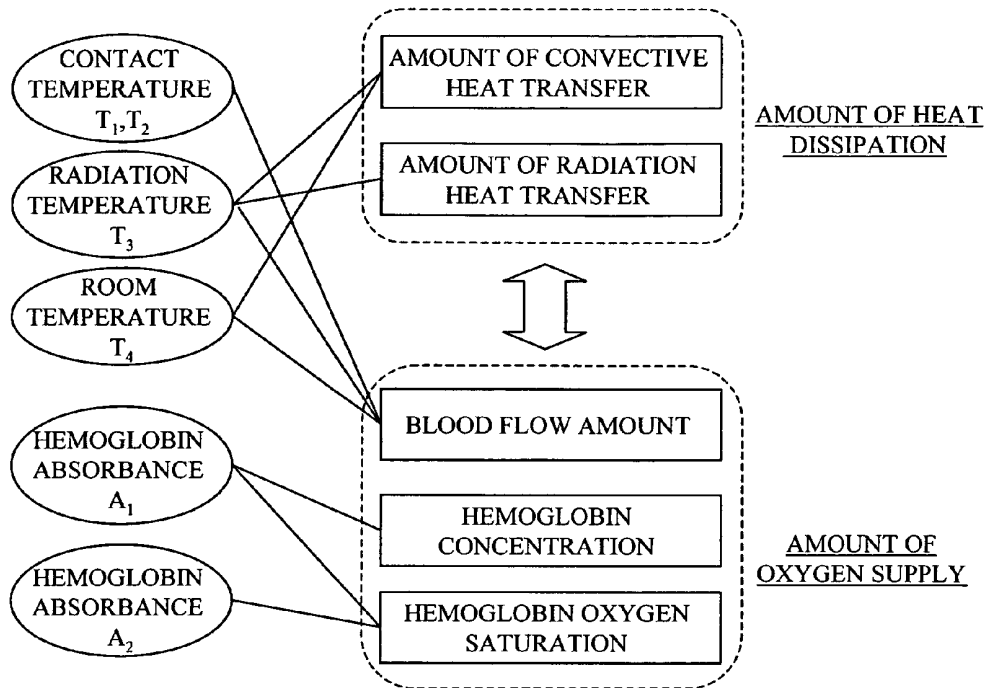 CONTACT
TEMPERATURE
T₁,T₂
RADIATION
TEMPERATURE
T₃
ROOM
TEMPERATURE
T₄
HEMOGLOBIN
ABSORBANCE
A₁
HEMOGLOBIN
ABSORBANCE
A₂
AMOUNT OF CONVECTIVE
HEAT TRANSFER
AMOUNT OF RADIATION
HEAT TRANSFER
AMOUNT OF HEAT
DISSIPATION
BLOOD FLOW AMOUNT
HEMOGLOBIN
CONCENTRATION
HEMOGLOBIN OXYGEN
SATURATION
AMOUNT OF
OXYGEN SUPPLY